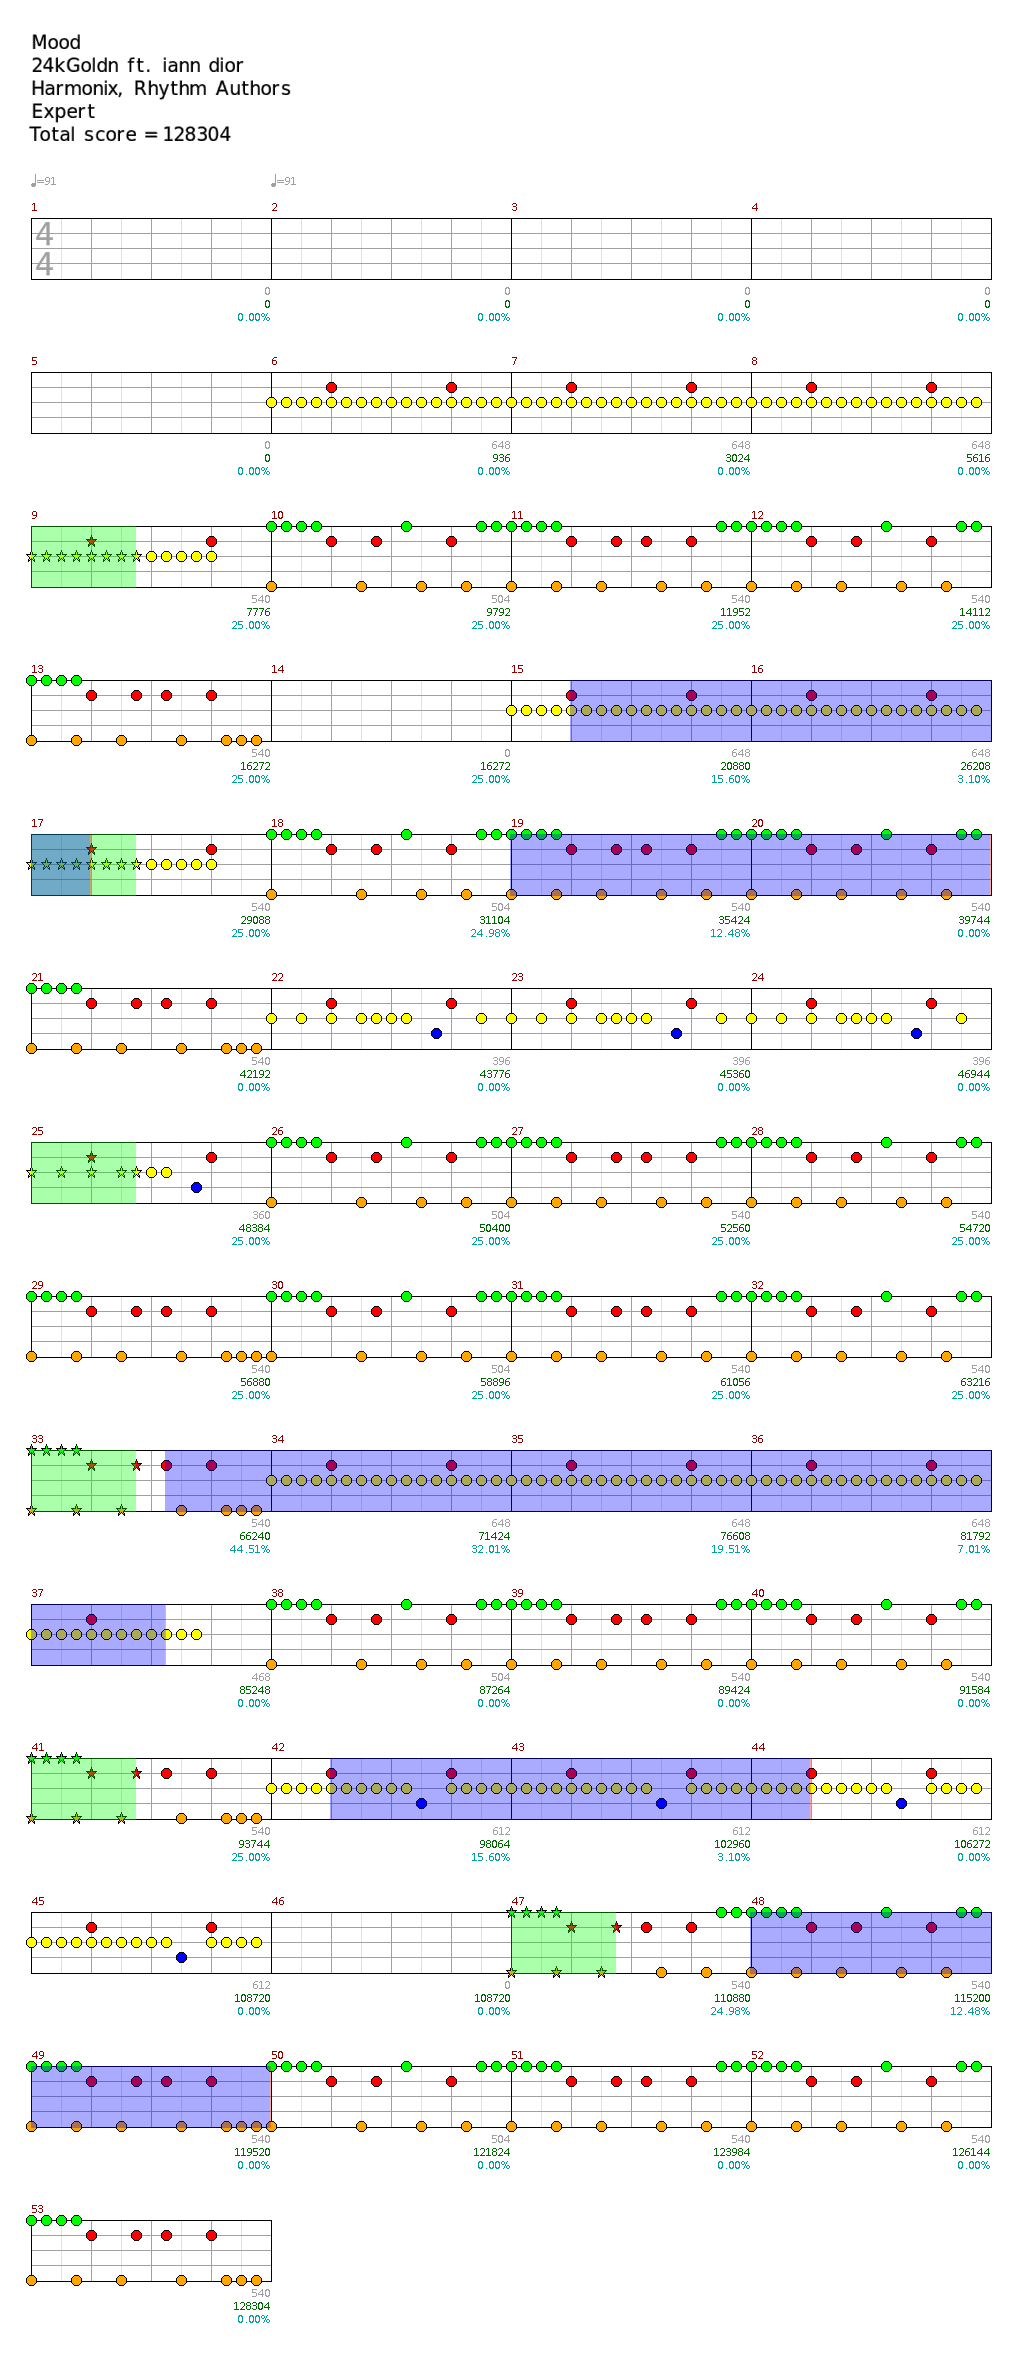 Mood
24kGoldn ft. iann dior
Harmonix, Rhythm Authors
Expert
Total score = 128304
♩=91 ♩=91
1 2 3 4
4
4
0 0 0 0
0 0 0 0
0.00% 0.00% 0.00% 0.00%
5 6 7 8
0 648 648 648
0 936 3024 5616
0.00% 0.00% 0.00% 0.00%
9 10 11 12
540 504 540 540
7776 9792 11952 14112
25.00% 25.00% 25.00% 25.00%
13 14 15 16
540 0 648 648
16272 16272 20880 26208
25.00% 25.00% 15.60% 3.10%
17 18 19 20
540 504 540 540
29088 31104 35424 39744
25.00% 24.98% 12.48% 0.00%
21 22 23 24
540 396 396 396
42192 43776 45360 46944
0.00% 0.00% 0.00% 0.00%
25 26 27 28
360 504 540 540
48384 50400 52560 54720
25.00% 25.00% 25.00% 25.00%
29 30 31 32
540 504 540 540
56880 58896 61056 63216
25.00% 25.00% 25.00% 25.00%
33 34 35 36
540 648 648 648
66240 71424 76608 81792
44.51% 32.01% 19.51% 7.01%
37 38 39 40
468 504 540 540
85248 87264 89424 91584
0.00% 0.00% 0.00% 0.00%
41 42 43 44
540 612 612 612
93744 98064 102960 106272
25.00% 15.60% 3.10% 0.00%
45 46 47 48
612 0 540 540
108720 108720 110880 115200
0.00% 0.00% 24.98% 12.48%
49 50 51 52
540 504 540 540
119520 121824 123984 126144
0.00% 0.00% 0.00% 0.00%
53
540
128304
0.00%